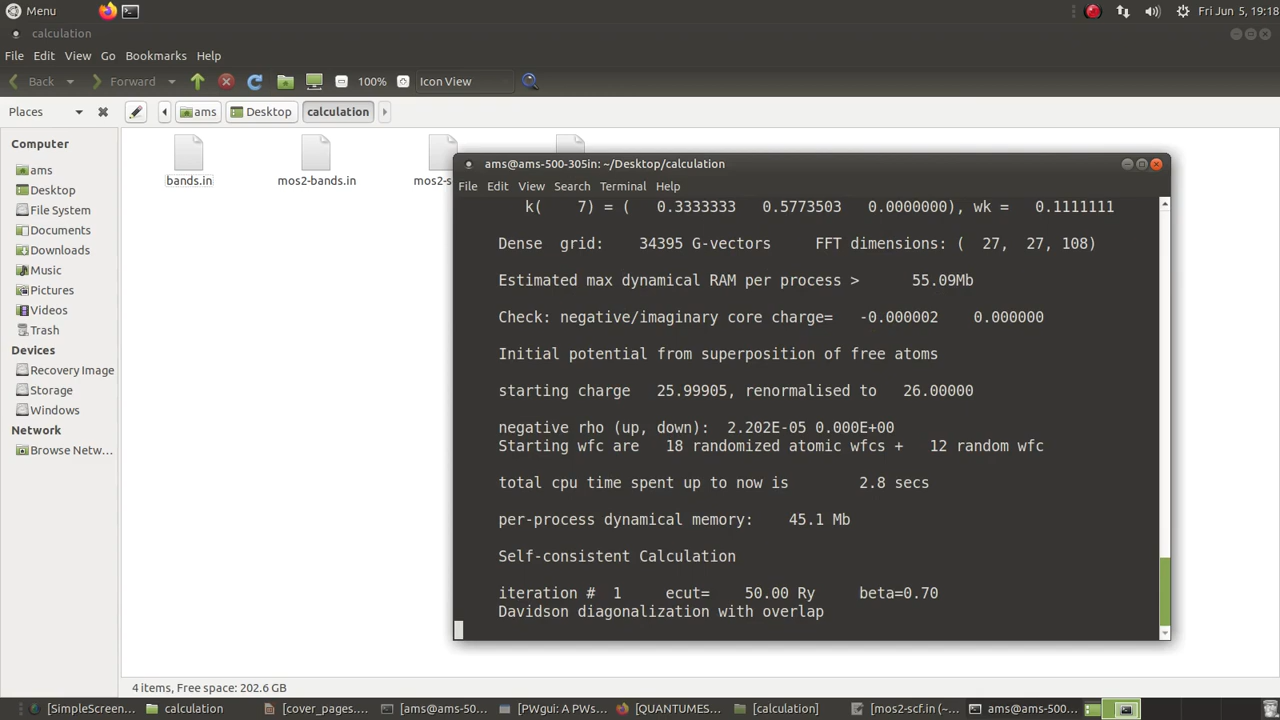 Menu
Fri Jun 5, 19:18
calculation
File Edit View Go Bookmarks Help
Back Forward 100% Icon View
Places ams Desktop calculation
Computer
ams
Desktop
File System
Documents
Downloads
Music
Pictures
Videos
Trash
Devices
Recovery Image
Storage
Windows
Network
Browse Netw...
bands.in mos2-bands.in mos2-s
ams@ams-500-305in: ~/Desktop/calculation
File Edit View Search Terminal Help
k( 7) = ( 0.3333333 0.5773503 0.0000000), wk = 0.1111111
Dense grid: 34395 G-vectors FFT dimensions: ( 27, 27, 108)
Estimated max dynamical RAM per process > 55.09Mb
Check: negative/imaginary core charge= -0.000002 0.000000
Initial potential from superposition of free atoms
starting charge 25.99905, renormalised to 26.00000
negative rho (up, down): 2.202E-05 0.000E+00
Starting wfc are 18 randomized atomic wfcs + 12 random wfc
total cpu time spent up to now is 2.8 secs
per-process dynamical memory: 45.1 Mb
Self-consistent Calculation
iteration # 1 ecut= 50.00 Ry beta=0.70
Davidson diagonalization with overlap
4 items, Free space: 202.6 GB
[SimpleScreen... calculation [cover_pages.... [ams@ams-50... [PWgui: A PWs... [QUANTUMES... [calculation] [mos2-scf.in (~... ams@ams-500...